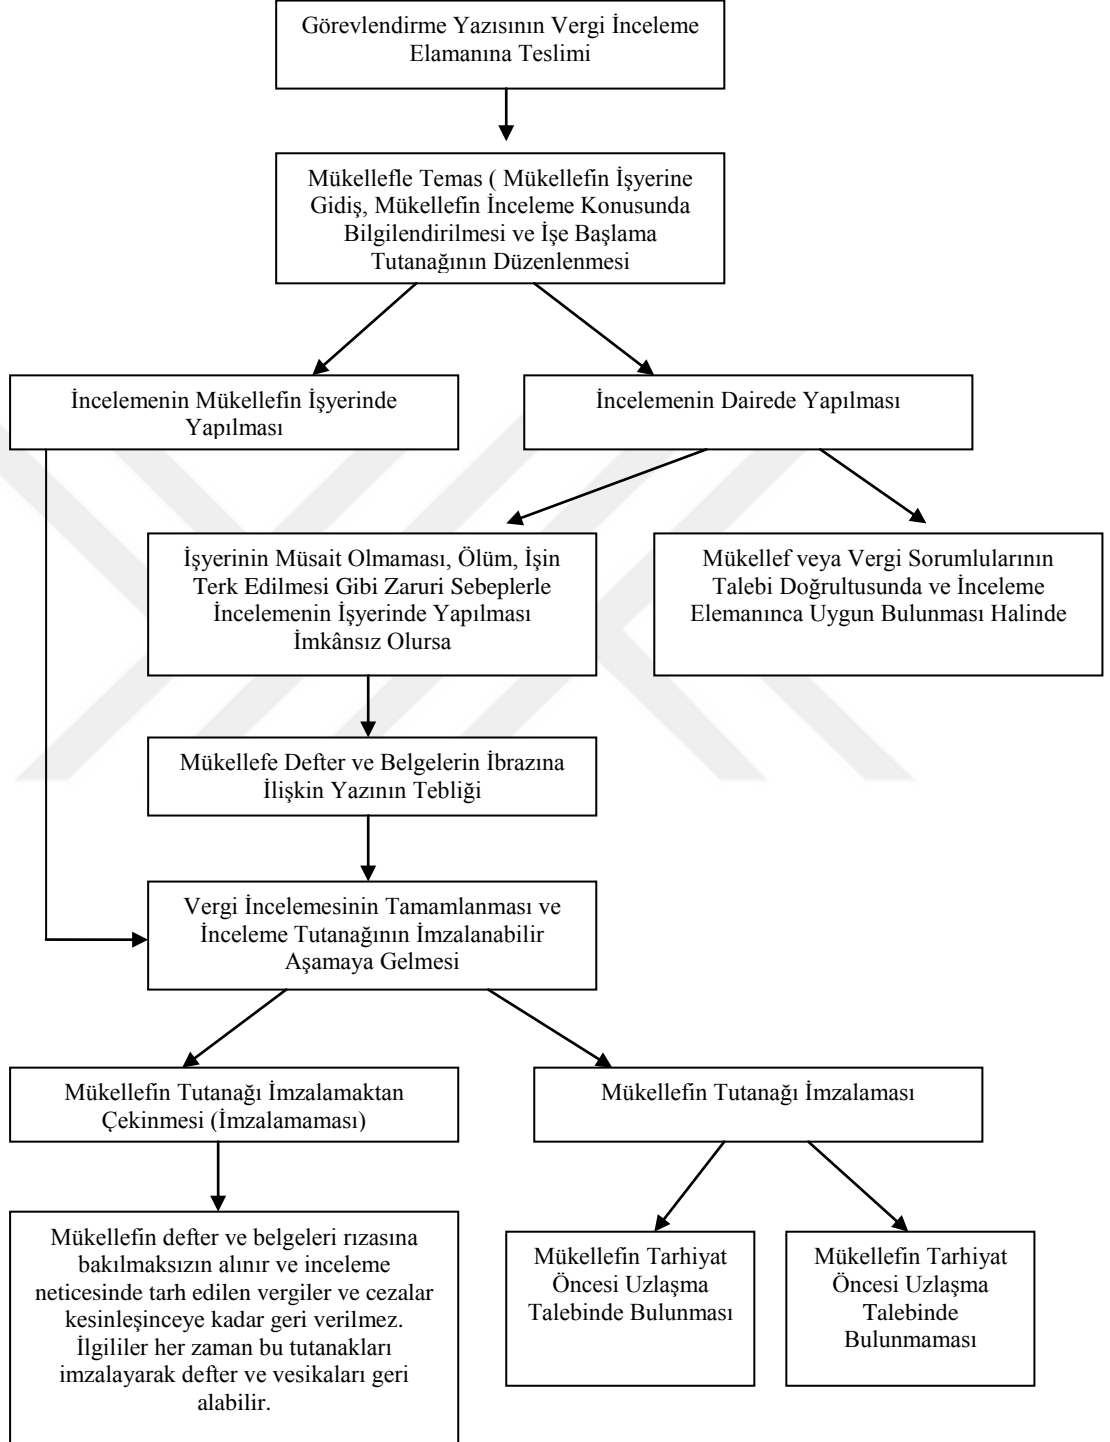 Görevlendirme Yazısının Vergi İnceleme
Elamanına Teslimi
Mükellefle Temas ( Mükellefin İşyerine
Gidiş, Mükellefin İnceleme Konusunda
Bilgilendirilmesi ve İşe Başlama
Tutanağının Düzenlenmesi
İncelemenin Mükellefin İşyerinde
Yapılması
İncelemenin Dairede Yapılması
İşyerinin Müsait Olmaması, Ölüm, İşin
Terk Edilmesi Gibi Zaruri Sebeplerle
İncelemenin İşyerinde Yapılması
İmkânsız Olursa
Mükellef veya Vergi Sorumlularının
Talebi Doğrultusunda ve İnceleme
Elemanınca Uygun Bulunması Halinde
Mükellefe Defter ve Belgelerin İbrazına
İlişkin Yazının Tebliği
Vergi İncelemesinin Tamamlanması ve
İnceleme Tutanağının İmzalanabilir
Aşamaya Gelmesi
Mükellefin Tutanağı İmzalamaktan
Çekinmesi (İmzalamaması)
Mükellefin Tutanağı İmzalaması
Mükellefin defter ve belgeleri rızasına
bakılmaksızın alınır ve inceleme
neticesinde tarh edilen vergiler ve cezalar
kesinleşinceye kadar geri verilmez.
İlgililer her zaman bu tutanakları
imzalayarak defter ve vesikaları geri
alabilir.
Mükellefin Tarhiyat
Öncesi Uzlaşma
Talebinde Bulunması
Mükellefin Tarhiyat
Öncesi Uzlaşma
Talebinde
Bulunmaması